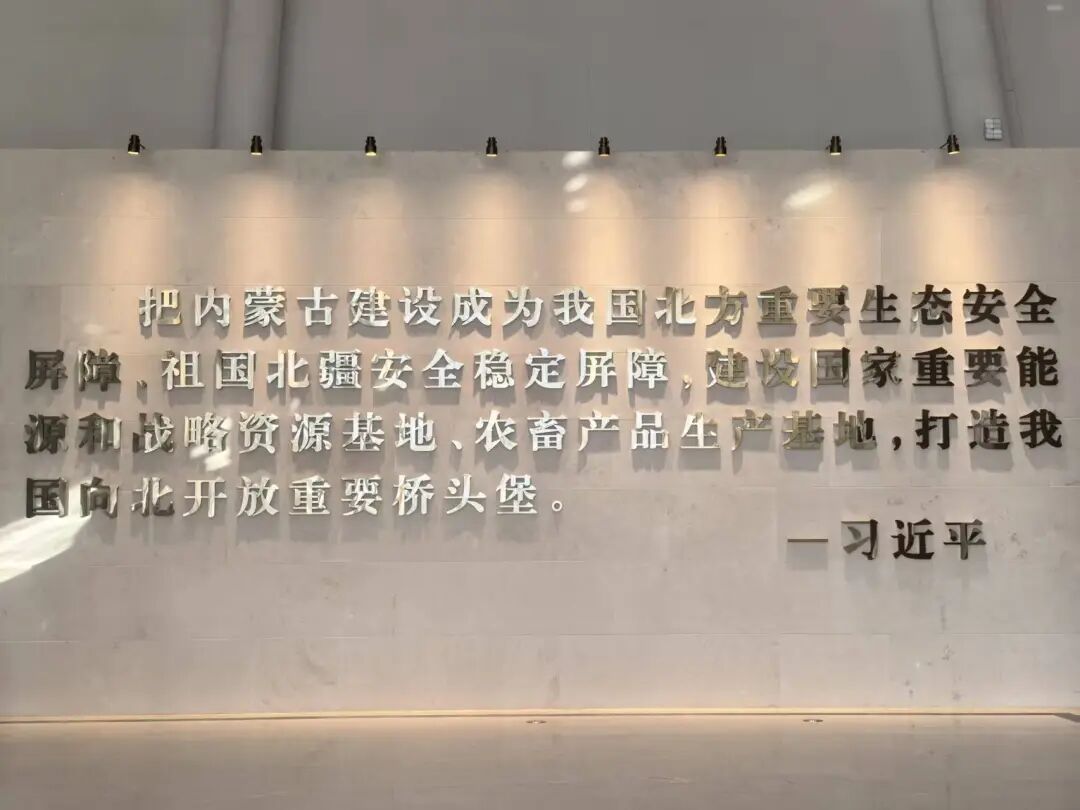 把内蒙古建设成为我国北方重要生态安全
屏障、祖国北疆安全稳定屏障,建设国家重要能
源和战略资源基地、农畜产品生产基地,打造我
国向北开放重要桥头堡。
—习近平